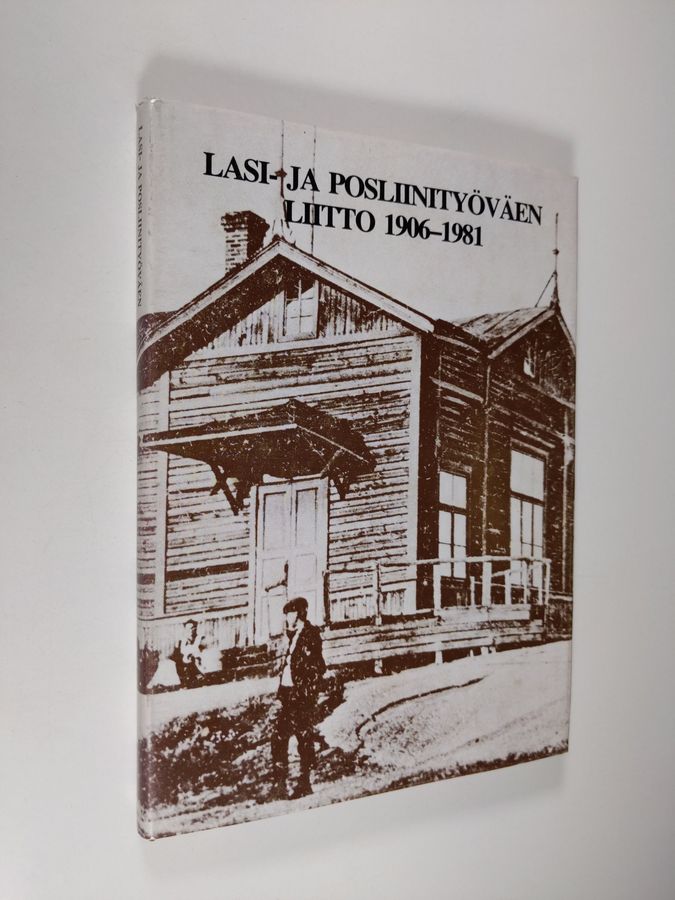 LASI- JA POSLIINITYÖVÄEN
LIITTO 1906–1981
LASI- JA POSLIINITYÖVÄEN